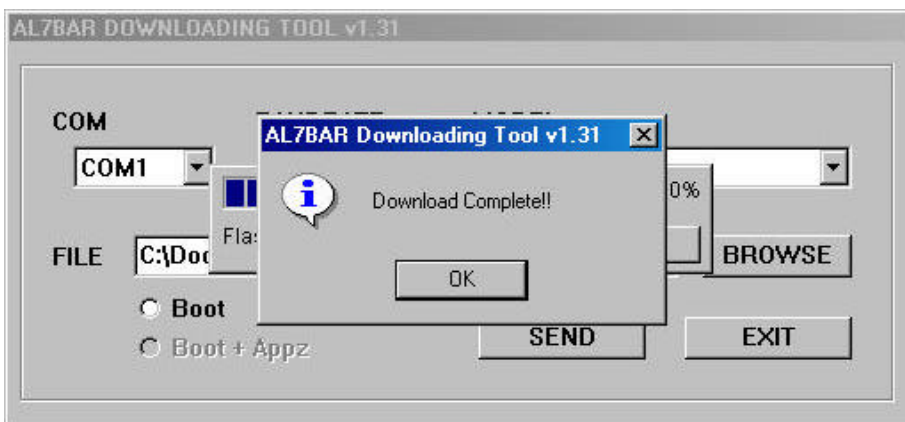 AL7BAR DOWNLOADING TOOL v1.31
COM
AL7BAR Downloading Tool v1.31
COM1
Download Complete!!
0%
FILE
C:\Doc
BROWSE
OK
Boot
SEND
EXIT
Boot + Appz